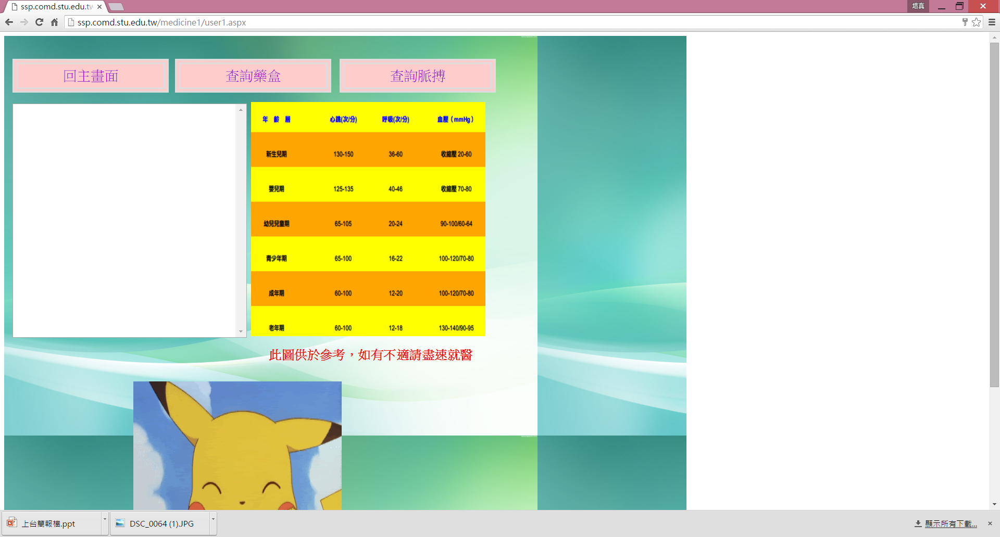 ssp.comd.stu.edu.tw
培真
ssp.comd.stu.edu.tw/medicine1/user1.aspx
回主畫面 查詢藥盒 查詢脈搏
年 齡 層 心跳(次/分) 呼吸(次/分) 血壓（mmHg）
新生兒期 130-150 36-60 收縮壓 20-60
嬰兒期 125-135 40-46 收縮壓 70-80
幼兒兒童期 65-105 20-24 90-100/60-64
青少年期 65-100 16-22 100-120/70-80
成年期 60-100 12-20 100-120/70-80
老年期 60-100 12-18 130-140/90-95
此圖供於參考，如有不適請盡速就醫
上台簡報檔.ppt DSC_0064 (1).JPG 顯示所有下載...